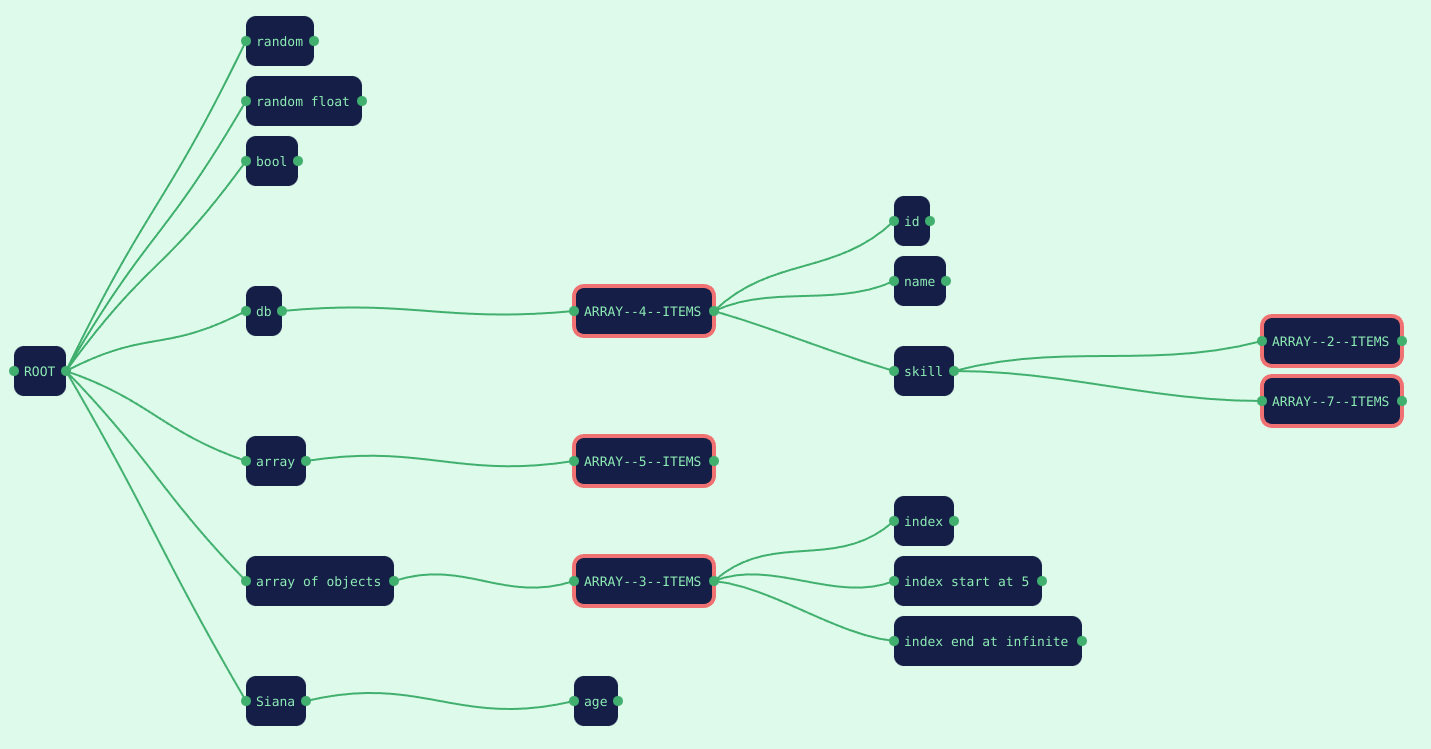 random
random float
bool
id
name
db
ARRAY--4--ITEMS
ARRAY--2--ITEMS
ROOT
skill
ARRAY--7--ITEMS
array
ARRAY--5--ITEMS
index
array of objects
ARRAY--3--ITEMS
index start at 5
index end at infinite
Siana
age